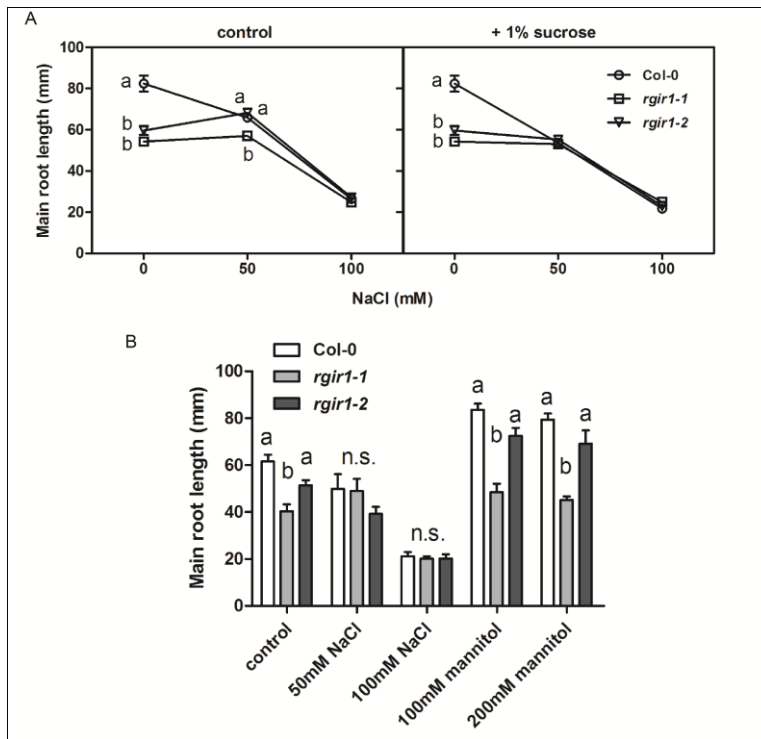 A
control
+ 1% sucrose
Main root length (mm)
100
80
60
40
20
0
a
b
b
a
a
b
a
b
b
Col-0
rgir1-1
rgir1-2
0
50
100
0
50
100
NaCl (mM)
B
Col-0
rgir1-1
rgir1-2
Main root length (mm)
100
80
60
40
20
0
a
b
a
n.s.
n.s.
a
b
a
a
b
a
control
50mM NaCl
100mM NaCl
100mM mannitol
200mM mannitol